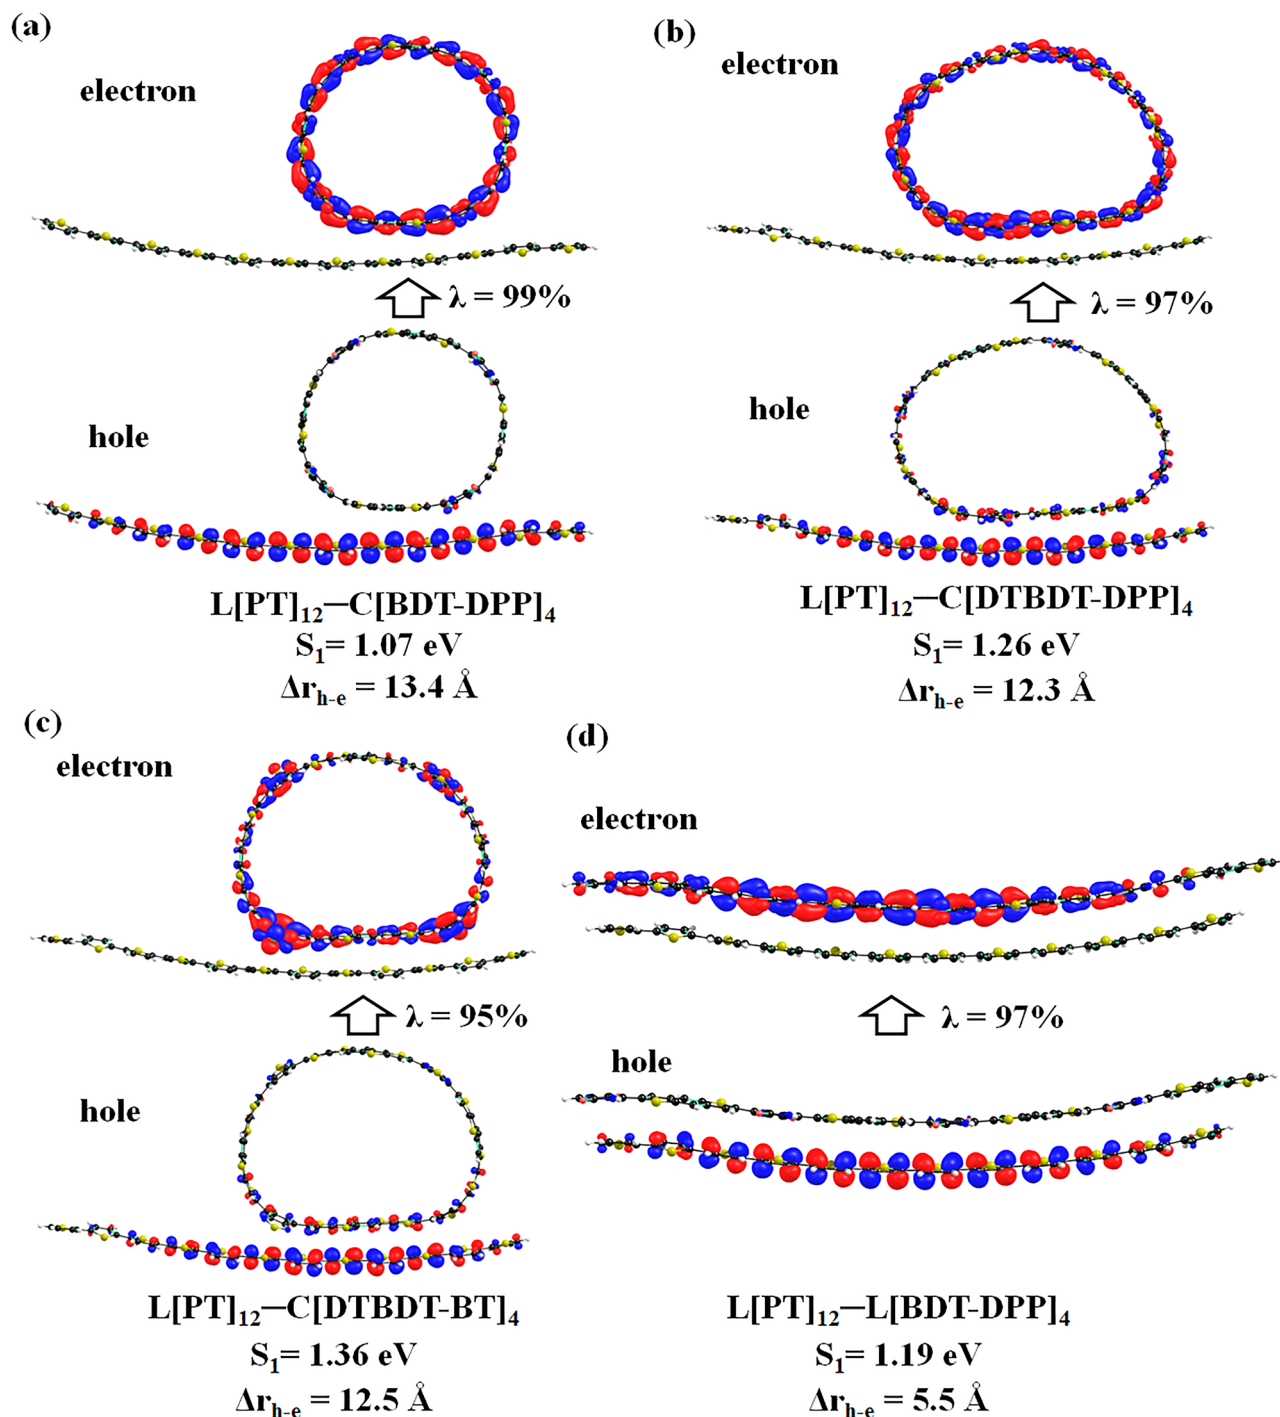 (a)
electron
λ = 99%
hole
L[PT]₁₂─C[BDT-DPP]₄
S₁= 1.07 eV
Δrₕ₋ₑ = 13.4 Å
(b)
electron
λ = 97%
hole
L[PT]₁₂─C[DTBDT-DPP]₄
S₁= 1.26 eV
Δrₕ₋ₑ = 12.3 Å
(c)
electron
λ = 95%
hole
L[PT]₁₂─C[DTBDT-BT]₄
S₁= 1.36 eV
Δrₕ₋ₑ = 12.5 Å
(d)
electron
λ = 97%
hole
L[PT]₁₂─L[BDT-DPP]₄
S₁= 1.19 eV
Δrₕ₋ₑ = 5.5 Å